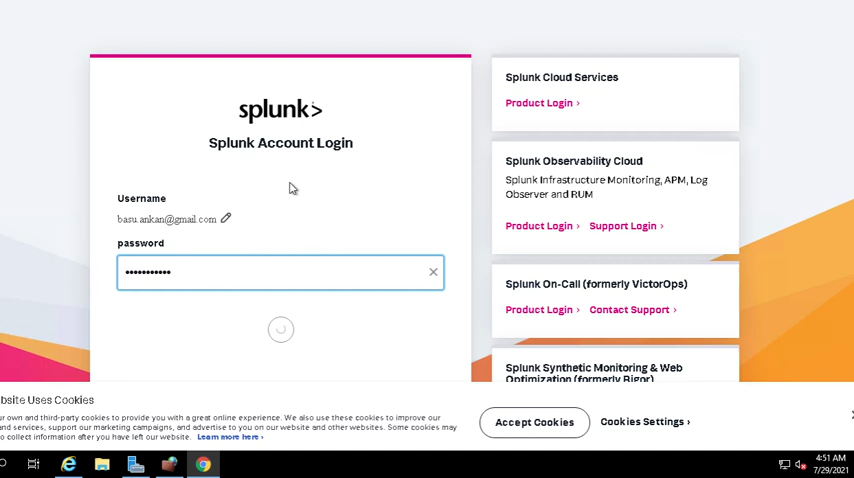 splunk>
Splunk Account Login
Username
basu.ankan@gmail.com
password
Splunk Cloud Services
Product Login ›
Splunk Observability Cloud
Splunk Infrastructure Monitoring, APM, Log
Observer and RUM
Product Login › Support Login ›
Splunk On-Call (formerly VictorOps)
Product Login › Contact Support ›
Splunk Synthetic Monitoring & Web
Optimization (formerly Rigor)
bsite Uses Cookies
ur own and third-party cookies to provide you with a great online experience. We also use these cookies to improve our
and services, support our marketing campaigns, and advertise to you on our website and other websites. Some cookies may
to collect information after you have left our website. Learn more here ›
Accept Cookies
Cookies Settings ›
4:51 AM
7/29/2021